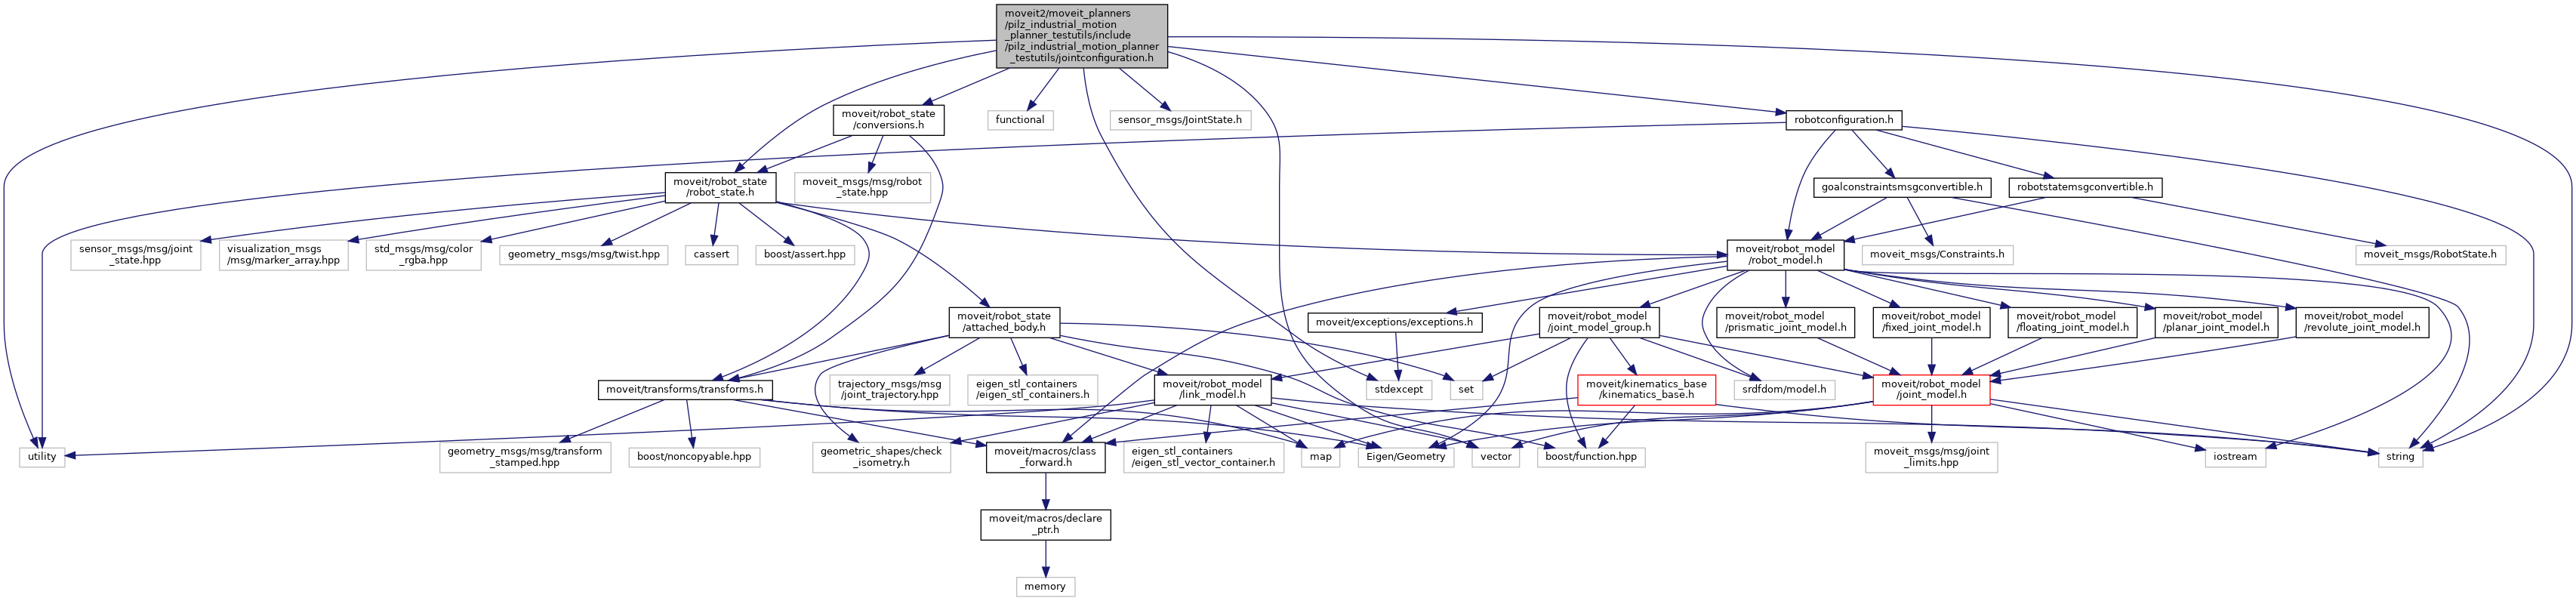 moveit2/moveit_planners
/pilz_industrial_motion
_planner_testutils/include
/pilz_industrial_motion_planner
_testutils/jointconfiguration.h
moveit/robot_state
/conversions.h
functional
sensor_msgs/JointState.h
robotconfiguration.h
moveit/robot_state
/robot_state.h
moveit_msgs/msg/robot
_state.hpp
goalconstraintsmsgconvertible.h
robotstatemsgconvertible.h
sensor_msgs/msg/joint
_state.hpp
visualization_msgs
/msg/marker_array.hpp
std_msgs/msg/color
_rgba.hpp
geometry_msgs/msg/twist.hpp
cassert
boost/assert.hpp
moveit/robot_model
/robot_model.h
moveit_msgs/Constraints.h
moveit_msgs/RobotState.h
moveit/robot_state
/attached_body.h
moveit/exceptions/exceptions.h
moveit/robot_model
/joint_model_group.h
moveit/robot_model
/prismatic_joint_model.h
moveit/robot_model
/fixed_joint_model.h
moveit/robot_model
/floating_joint_model.h
moveit/robot_model
/planar_joint_model.h
moveit/robot_model
/revolute_joint_model.h
moveit/transforms/transforms.h
trajectory_msgs/msg
/joint_trajectory.hpp
eigen_stl_containers
/eigen_stl_containers.h
moveit/robot_model
/link_model.h
stdexcept
set
moveit/kinematics_base
/kinematics_base.h
srdfdom/model.h
moveit/robot_model
/joint_model.h
utility
geometry_msgs/msg/transform
_stamped.hpp
boost/noncopyable.hpp
geometric_shapes/check
_isometry.h
moveit/macros/class
_forward.h
eigen_stl_containers
/eigen_stl_vector_container.h
map
Eigen/Geometry
vector
boost/function.hpp
moveit_msgs/msg/joint
_limits.hpp
iostream
string
moveit/macros/declare
_ptr.h
memory